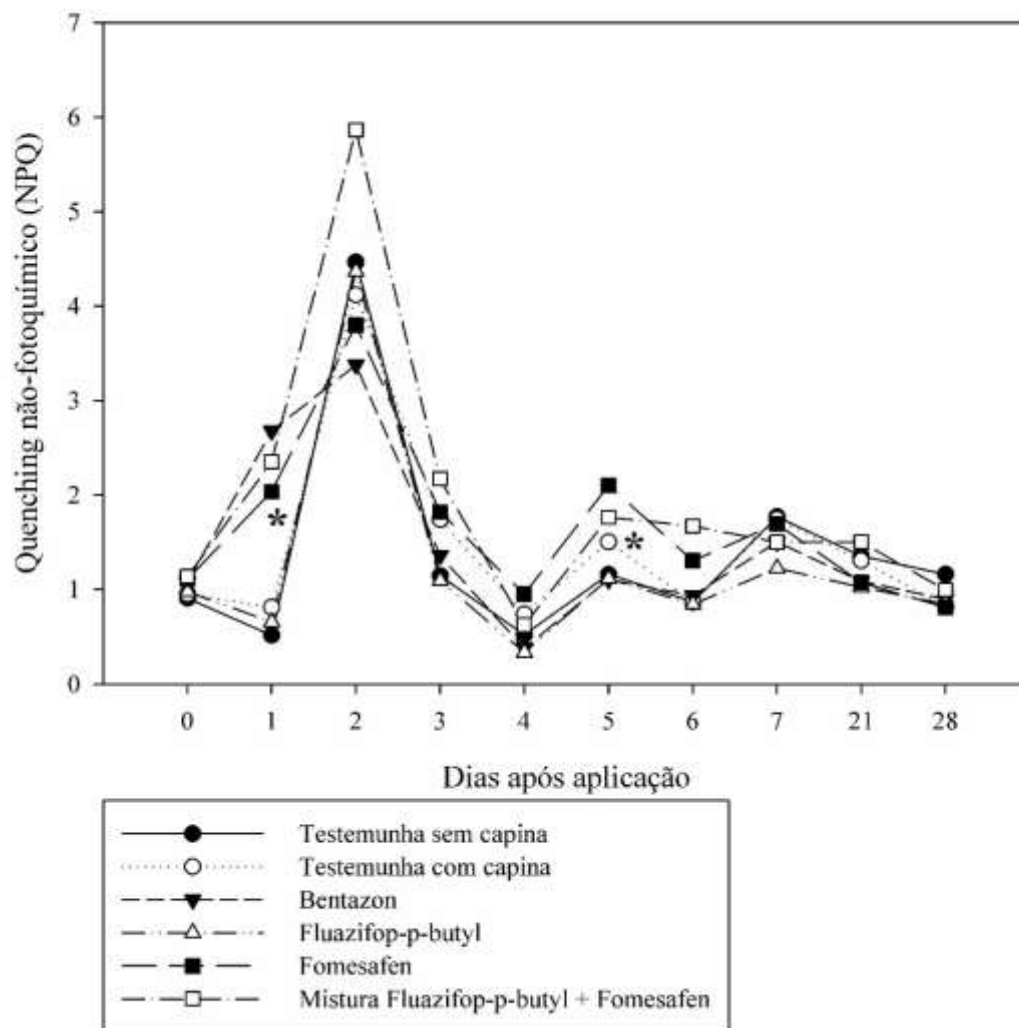 Quenching não-fotoquímico (NPQ)
7
6
5
4
3
2
1
0
*
*
0 1 2 3 4 5 6 7 21 28
Dias após aplicação
Testemunha sem capina
Testemunha com capina
Bentazon
Fluazifop-p-butyl
Fomesafen
Mistura Fluazifop-p-butyl + Fomesafen